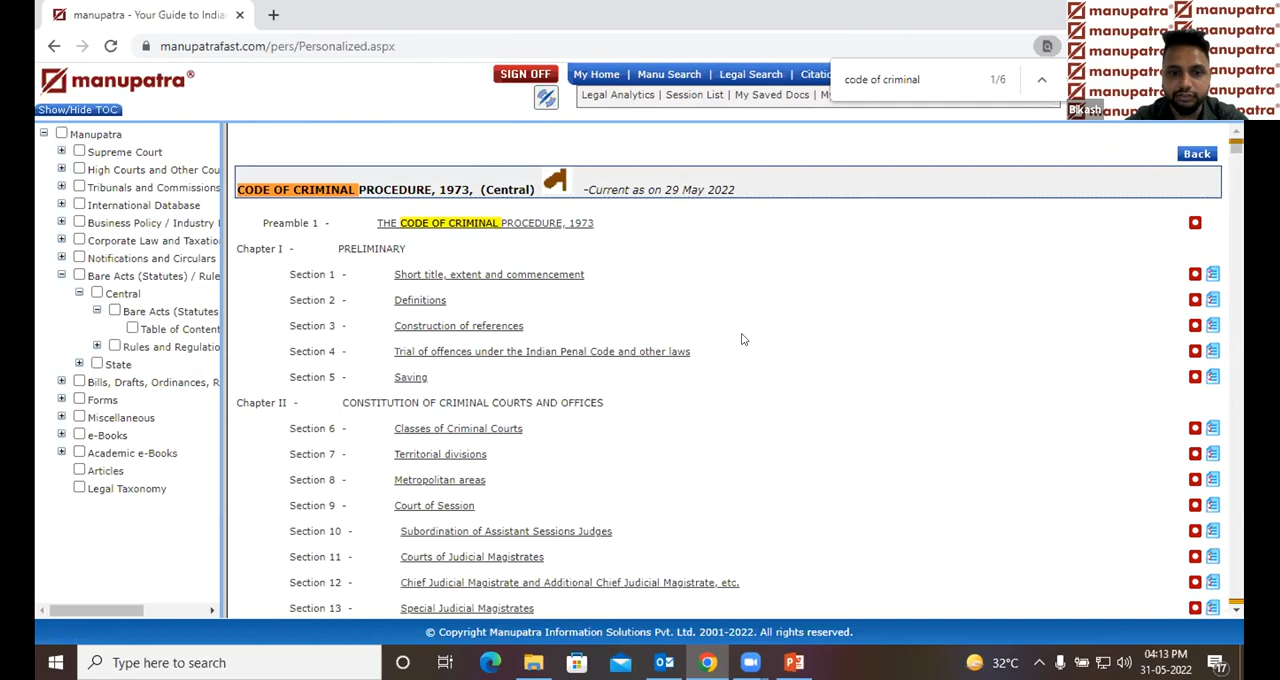 manupatra - Your Guide to India
manupatrafast.com/pers/Personalized.aspx
manupatra® manupatra®
code of criminal 1/6
Bikash
manupatra®
SIGN OFF
My Home | Manu Search | Legal Search | Citatio
Legal Analytics | Session List | My Saved Docs | M
Show/Hide TOC
Manupatra
Supreme Court
High Courts and Other Cou
Tribunals and Commissions
International Database
Business Policy / Industry
Corporate Law and Taxatio
Notifications and Circulars
Bare Acts (Statutes) / Rule
Central
Bare Acts (Statutes
Table of Content
Rules and Regulatio
State
Bills, Drafts, Ordinances, R
Forms
Miscellaneous
e-Books
Academic e-Books
Articles
Legal Taxonomy
Back
CODE OF CRIMINAL PROCEDURE, 1973, (Central) -Current as on 29 May 2022
Preamble 1 - THE CODE OF CRIMINAL PROCEDURE, 1973
Chapter I - PRELIMINARY
Section 1 - Short title, extent and commencement
Section 2 - Definitions
Section 3 - Construction of references
Section 4 - Trial of offences under the Indian Penal Code and other laws
Section 5 - Saving
Chapter II - CONSTITUTION OF CRIMINAL COURTS AND OFFICES
Section 6 - Classes of Criminal Courts
Section 7 - Territorial divisions
Section 8 - Metropolitan areas
Section 9 - Court of Session
Section 10 - Subordination of Assistant Sessions Judges
Section 11 - Courts of Judicial Magistrates
Section 12 - Chief Judicial Magistrate and Additional Chief Judicial Magistrate, etc.
Section 13 - Special Judicial Magistrates
© Copyright Manupatra Information Solutions Pvt. Ltd. 2001-2022. All rights reserved.
Type here to search
32°C
04:13 PM
31-05-2022
17